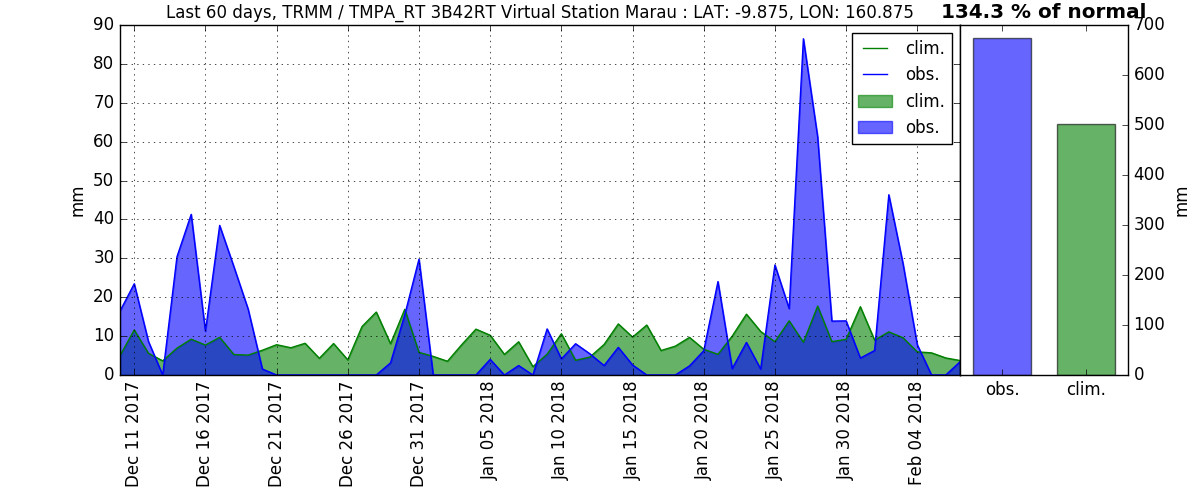 Last 60 days, TRMM / TMPA_RT 3B42RT Virtual Station Marau : LAT: -9.875, LON: 160.875
134.3 % of normal
90
80
70
60
50
40
30
20
10
0
mm
clim.
obs.
clim.
obs.
700
600
500
400
300
200
100
0
mm
obs.
clim.
Dec 11 2017
Dec 16 2017
Dec 21 2017
Dec 26 2017
Dec 31 2017
Jan 05 2018
Jan 10 2018
Jan 15 2018
Jan 20 2018
Jan 25 2018
Jan 30 2018
Feb 04 2018